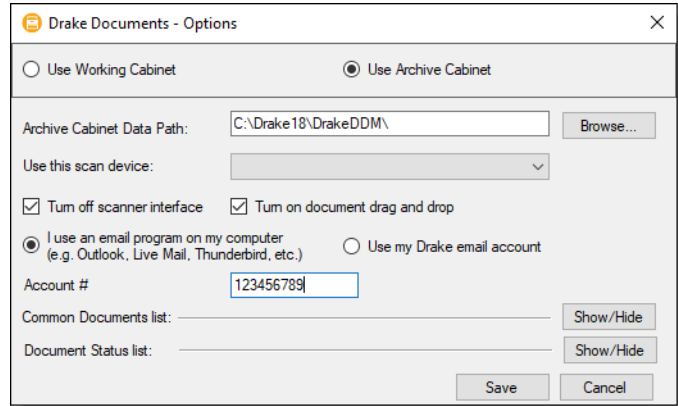 Drake Documents - Options
Use Working Cabinet
Use Archive Cabinet
Archive Cabinet Data Path:
C:\Drake18\DrakeDDM\
Browse...
Use this scan device:
Turn off scanner interface
Turn on document drag and drop
I use an email program on my computer
(e.g. Outlook, Live Mail, Thunderbird, etc.)
Use my Drake email account
Account #
123456789
Common Documents list:
Show/Hide
Document Status list:
Show/Hide
Save
Cancel